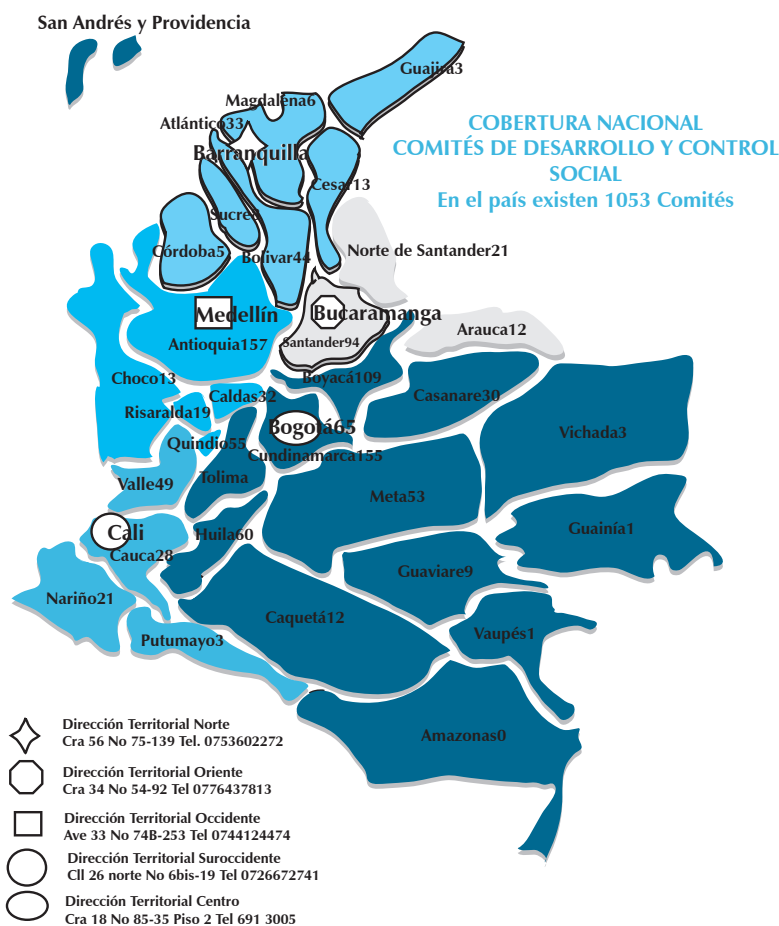 San Andrés y Providencia
Guajira3
Magdalena6
Atlántico33
Barranquilla
Cesar13
COBERTURA NACIONAL
COMITÉS DE DESARROLLO Y CONTROL
SOCIAL
En el país existen 1053 Comités
Córdoba5
Bolivar44
Norte de Santander21
Medellín
Bucaramanga
Arauca12
Antioquia157
Santander94
Choco13
Boyacá109
Caldas32
Casanare30
Risaralda19
Bogotá65
Vichada3
Quindio55
Cundinamarca155
Valle49
Tolima
Meta53
Guainía1
Cali
Huila60
Cauca28
Guaviare9
Nariño21
Caquetá12
Putumayo3
Vaupés1
Amazonas0
Dirección Territorial Norte
Cra 56 No 75-139 Tel. 0753602272
Dirección Territorial Oriente
Cra 34 No 54-92 Tel 0776437813
Dirección Territorial Occidente
Ave 33 No 74B-253 Tel 0744124474
Dirección Territorial Suroccidente
Cll 26 norte No 6bis-19 Tel 0726672741
Dirección Territorial Centro
Cra 18 No 85-35 Piso 2 Tel 691 3005